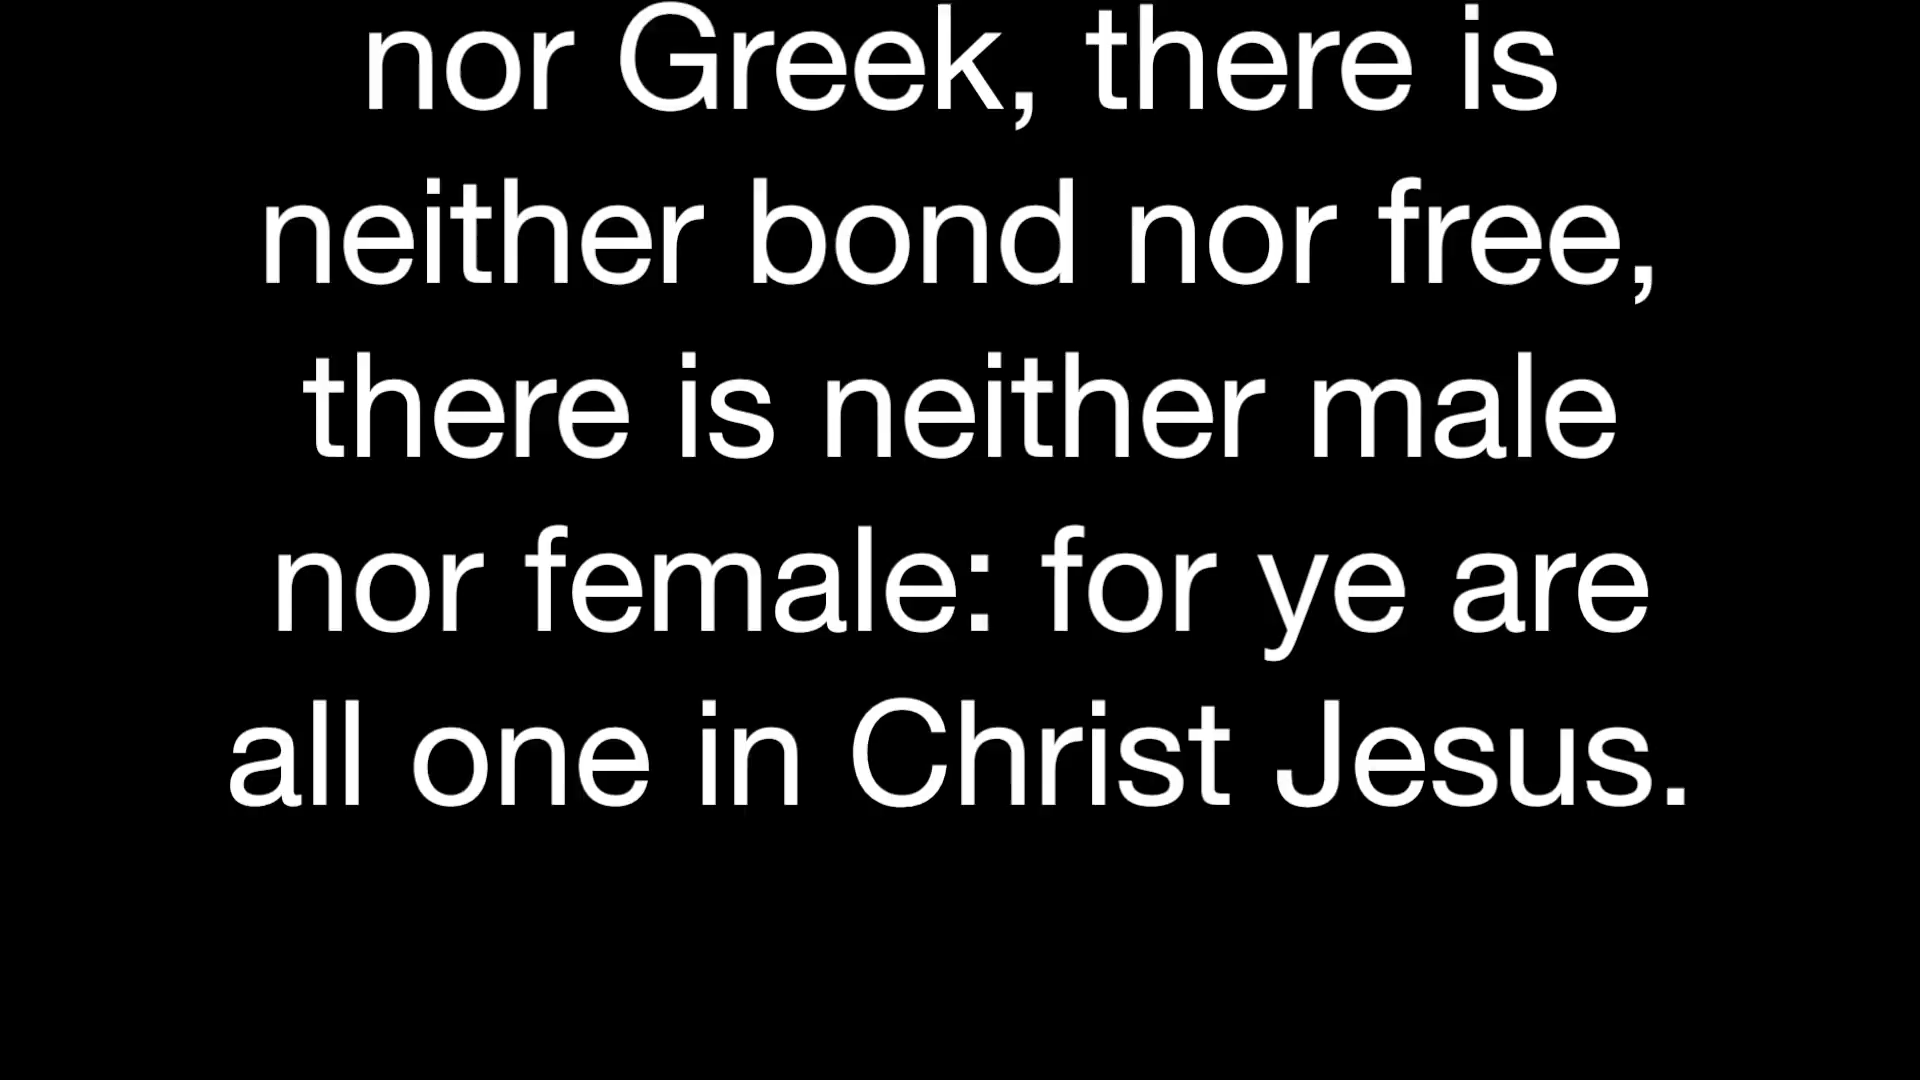 nor Greek, there is
neither bond nor free,
there is neither male
nor female: for ye are
all one in Christ Jesus.